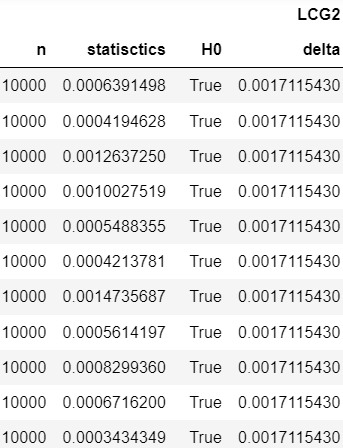 LCG2
n statisctics H0 delta
10000 0.0006391498 True 0.0017115430
10000 0.0004194628 True 0.0017115430
10000 0.0012637250 True 0.0017115430
10000 0.0010027519 True 0.0017115430
10000 0.0005488355 True 0.0017115430
10000 0.0004213781 True 0.0017115430
10000 0.0014735687 True 0.0017115430
10000 0.0005614197 True 0.0017115430
10000 0.0008299360 True 0.0017115430
10000 0.0006716200 True 0.0017115430
10000 0.0003434349 True 0.0017115430